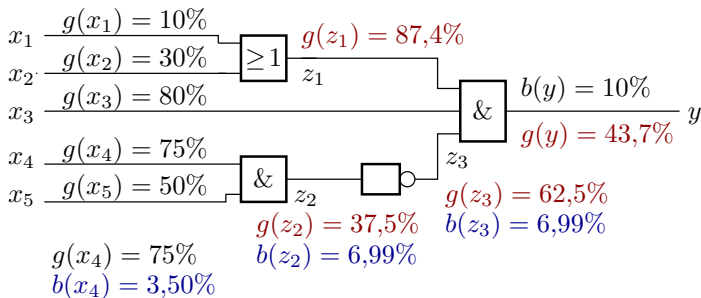 g(x₁) = 10%
x₁
≥1
g(z₁) = 87,4%
g(x₂) = 30%
x₂
z₁
g(x₃) = 80%
x₃
&
b(y) = 10%
y
g(y) = 43,7%
g(x₄) = 75%
x₄
z₃
g(x₅) = 50%
x₅
&
z₂
g(z₃) = 62,5%
b(z₃) = 6,99%
g(z₂) = 37,5%
b(z₂) = 6,99%
g(x₄) = 75%
b(x₄) = 3,50%